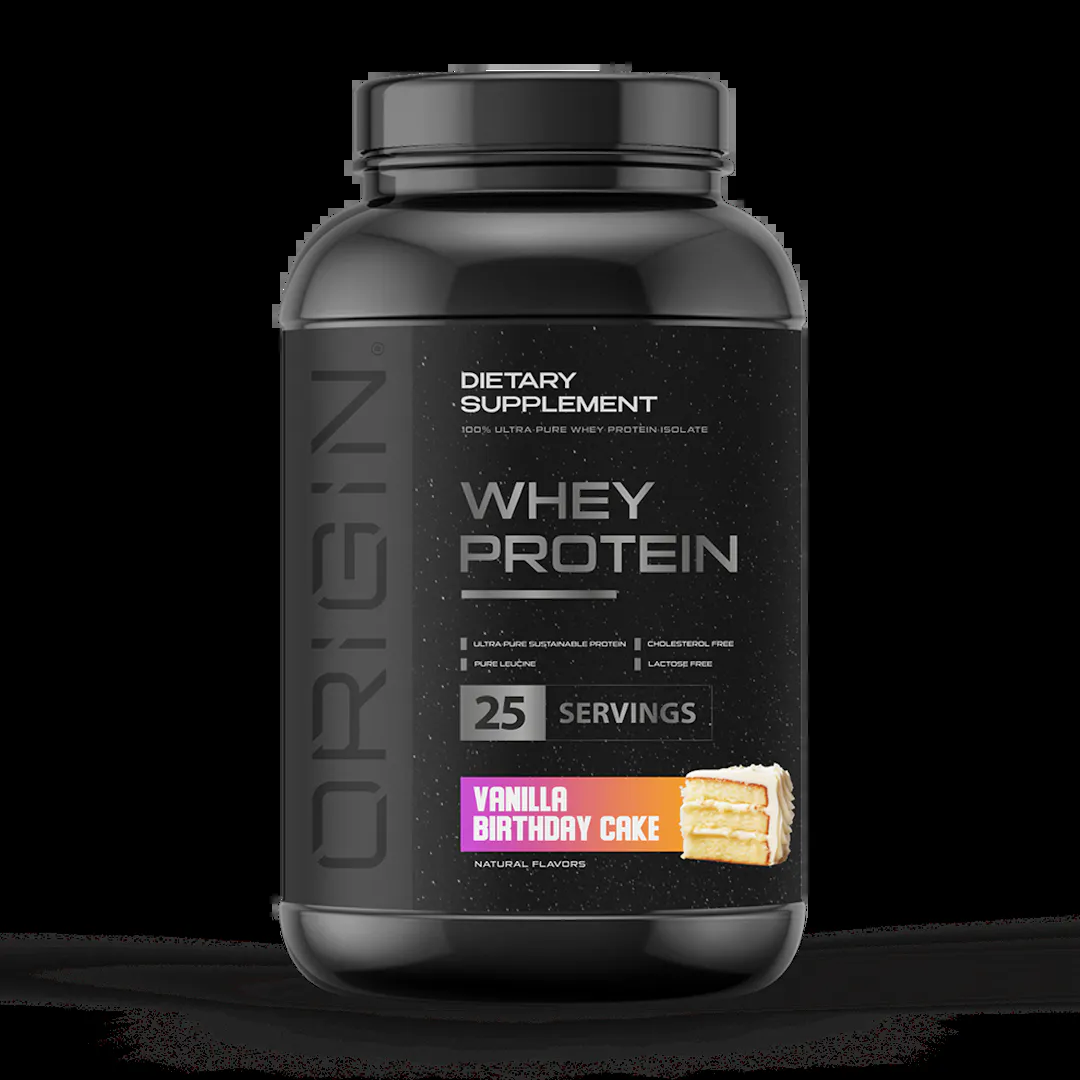 ORIGIN®
DIETARY
SUPPLEMENT
100% ULTRA-PURE WHEY PROTEIN ISOLATE
WHEY
PROTEIN
ULTRA-PURE SUSTAINABLE PROTEIN
CHOLESTEROL FREE
PURE LEUCINE
LACTOSE FREE
25 SERVINGS
VANILLA
BIRTHDAY CAKE
NATURAL FLAVORS